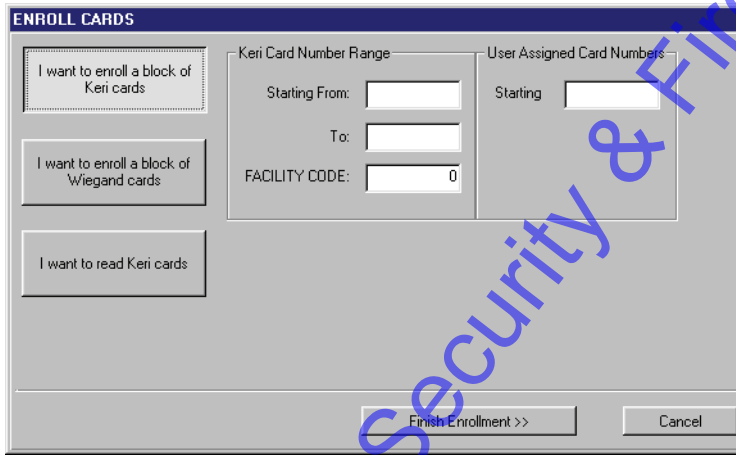 ENROLL CARDS
I want to enroll a block of
Keri cards
I want to enroll a block of
Wiegand cards
I want to read Keri cards
Keri Card Number Range
Starting From:
To:
FACILITY CODE:
0
User Assigned Card Numbers
Starting
Finish Enrollment >>
Cancel
Security & Fire